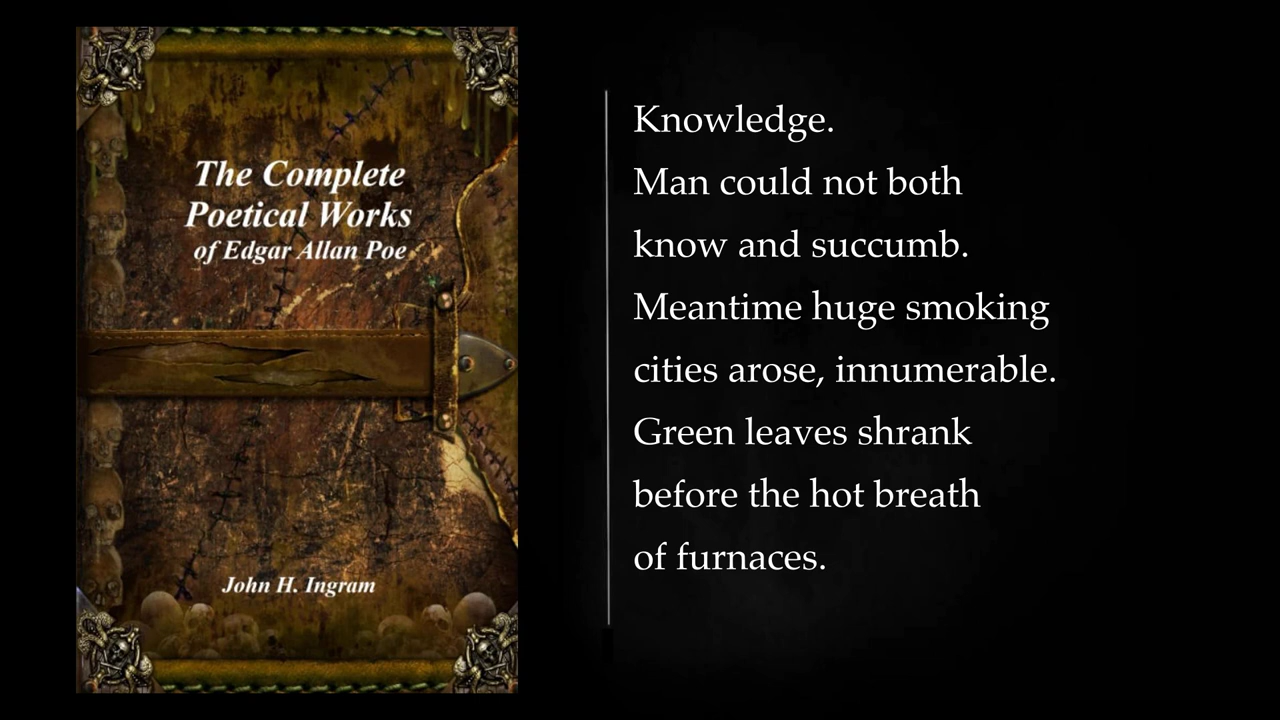 The Complete
Poetical Works
of Edgar Allan Poe
John H. Ingram
Knowledge.
Man could not both
know and succumb.
Meantime huge smoking
cities arose, innumerable.
Green leaves shrank
before the hot breath
of furnaces.